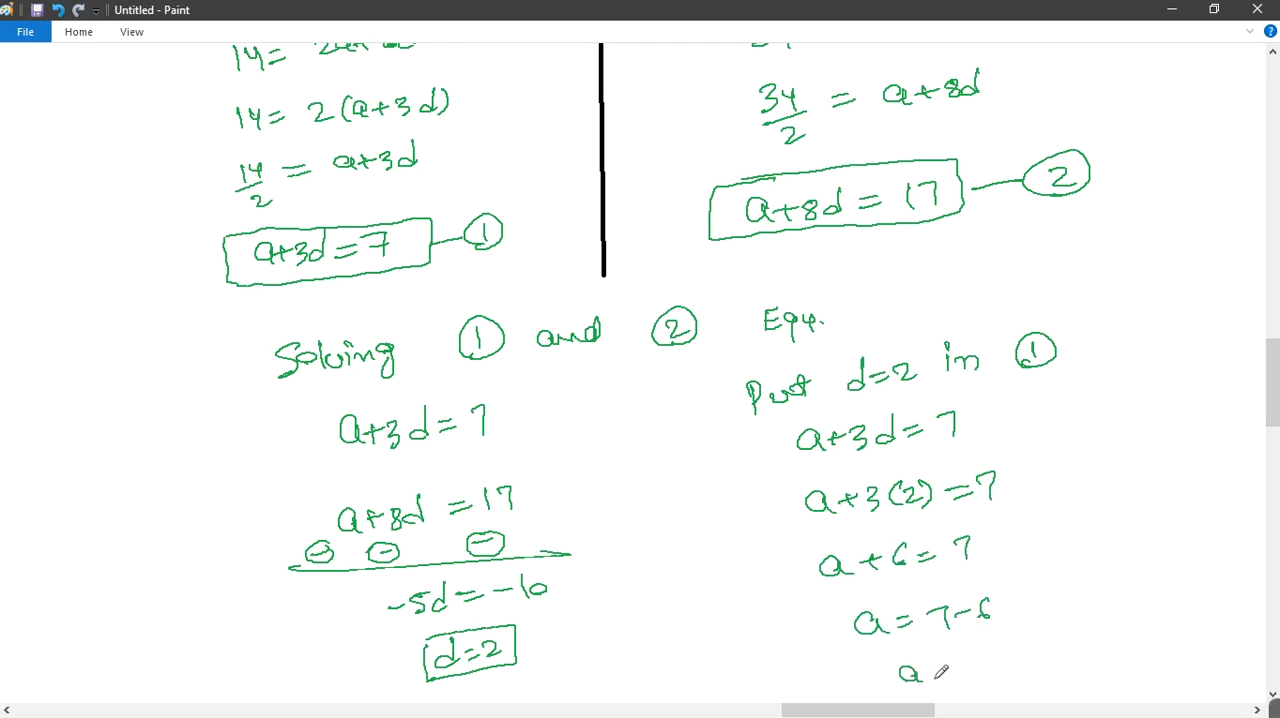 Untitled - Paint
File Home View
14=
14= 2(a+3d)
14/2 = a+3d
a+3d=7 1
34/2 = a+8d
a+8d = 17 2
Solving 1 and 2 Eqn.
a+3d=7
a+8d =17
- - -
-5d=-10
d=2
Put d=2 in 1
a+3d=7
a+3(2)=7
a+6=7
a=7-6
a